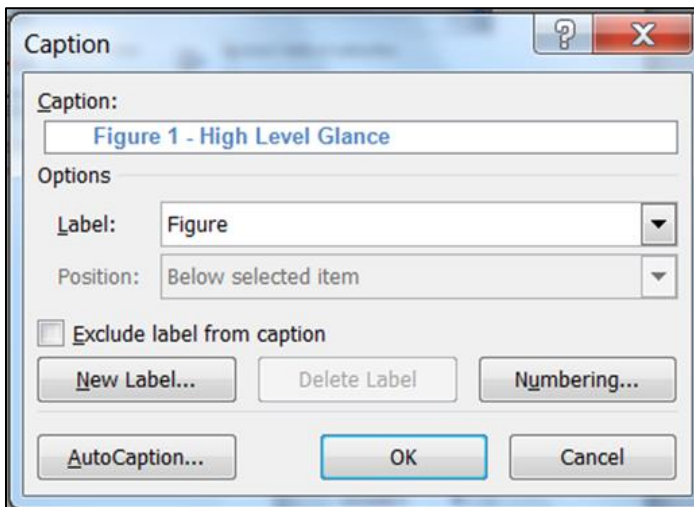 Caption
Caption:
Figure 1 - High Level Glance
Options
Label: Figure
Position: Below selected item
Exclude label from caption
New Label... Delete Label Numbering...
AutoCaption... OK Cancel